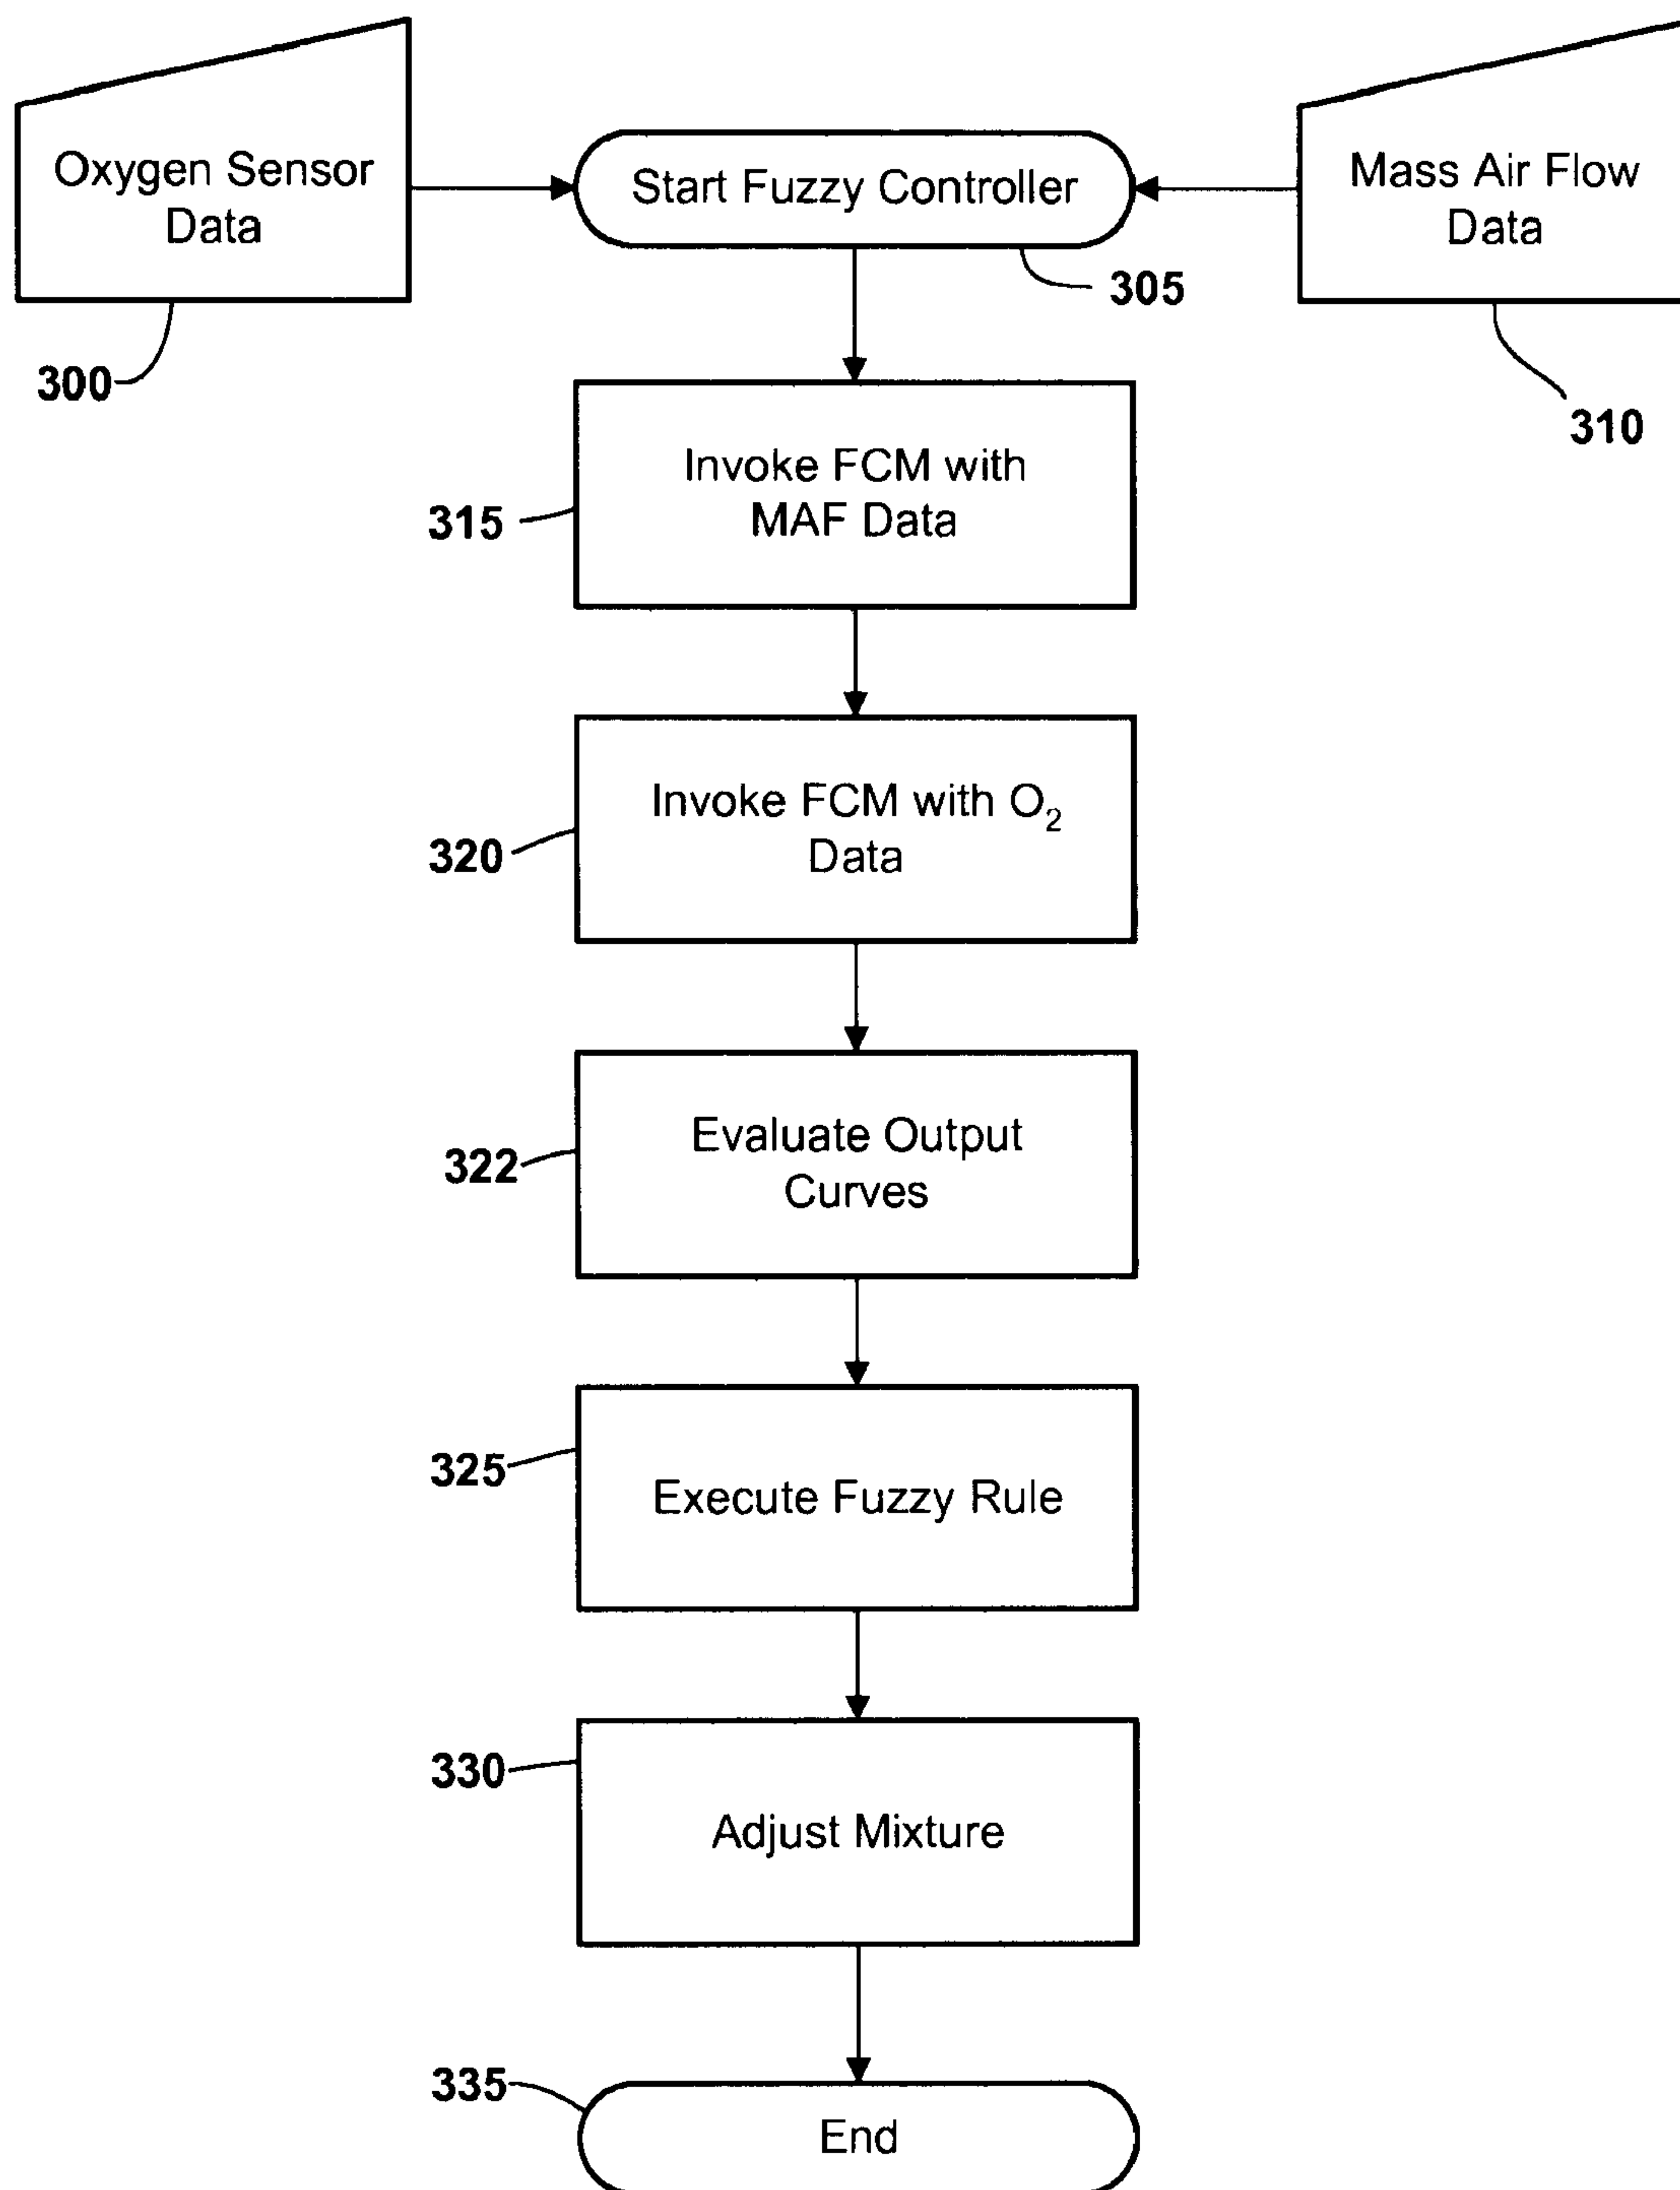 Oxygen Sensor
Data
300
Start Fuzzy Controller
305
Mass Air Flow
Data
310
Invoke FCM with
MAF Data
315
Invoke FCM with O₂
Data
320
Evaluate Output
Curves
322
Execute Fuzzy Rule
325
Adjust Mixture
330
End
335